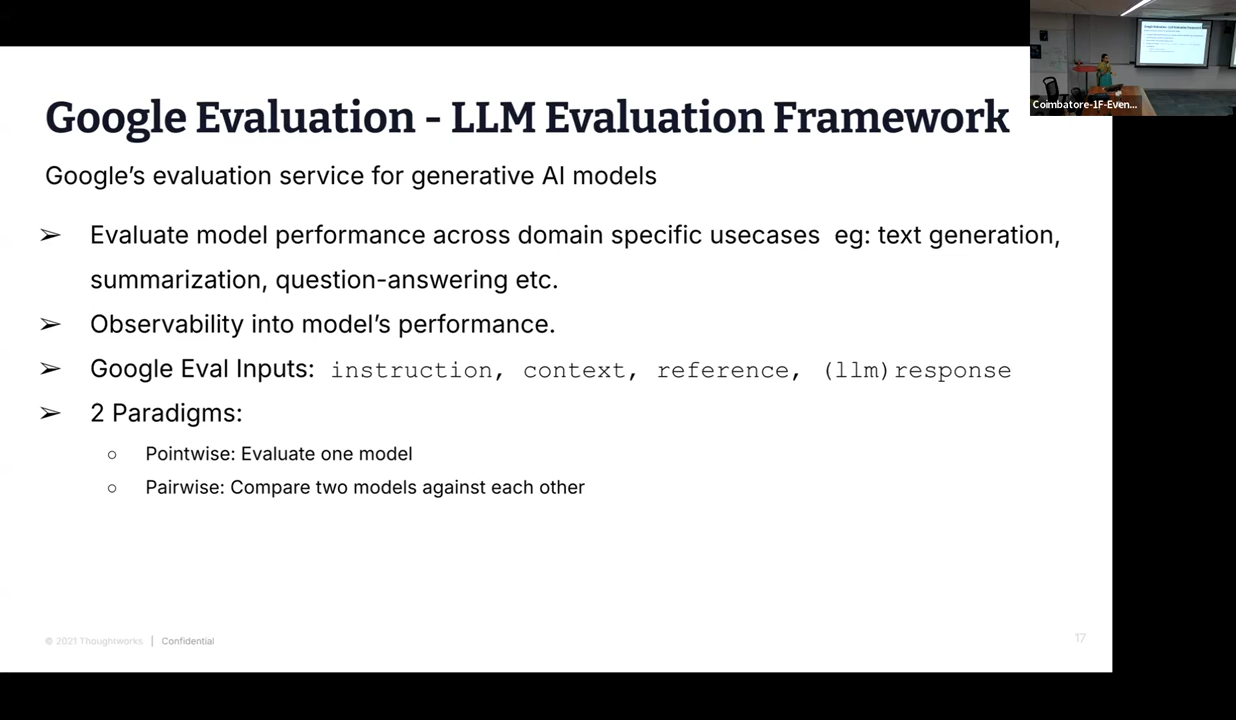 Google Evaluation - LLM Evaluation Framework
Google’s evaluation service for generative AI models
➢ Evaluate model performance across domain specific usecases eg: text generation,
summarization, question-answering etc.
➢ Observability into model’s performance.
➢ Google Eval Inputs: instruction, context, reference, (llm)response
➢ 2 Paradigms:
○ Pointwise: Evaluate one model
○ Pairwise: Compare two models against each other
© 2021 Thoughtworks | Confidential
17
Coimbatore-1F-Even...